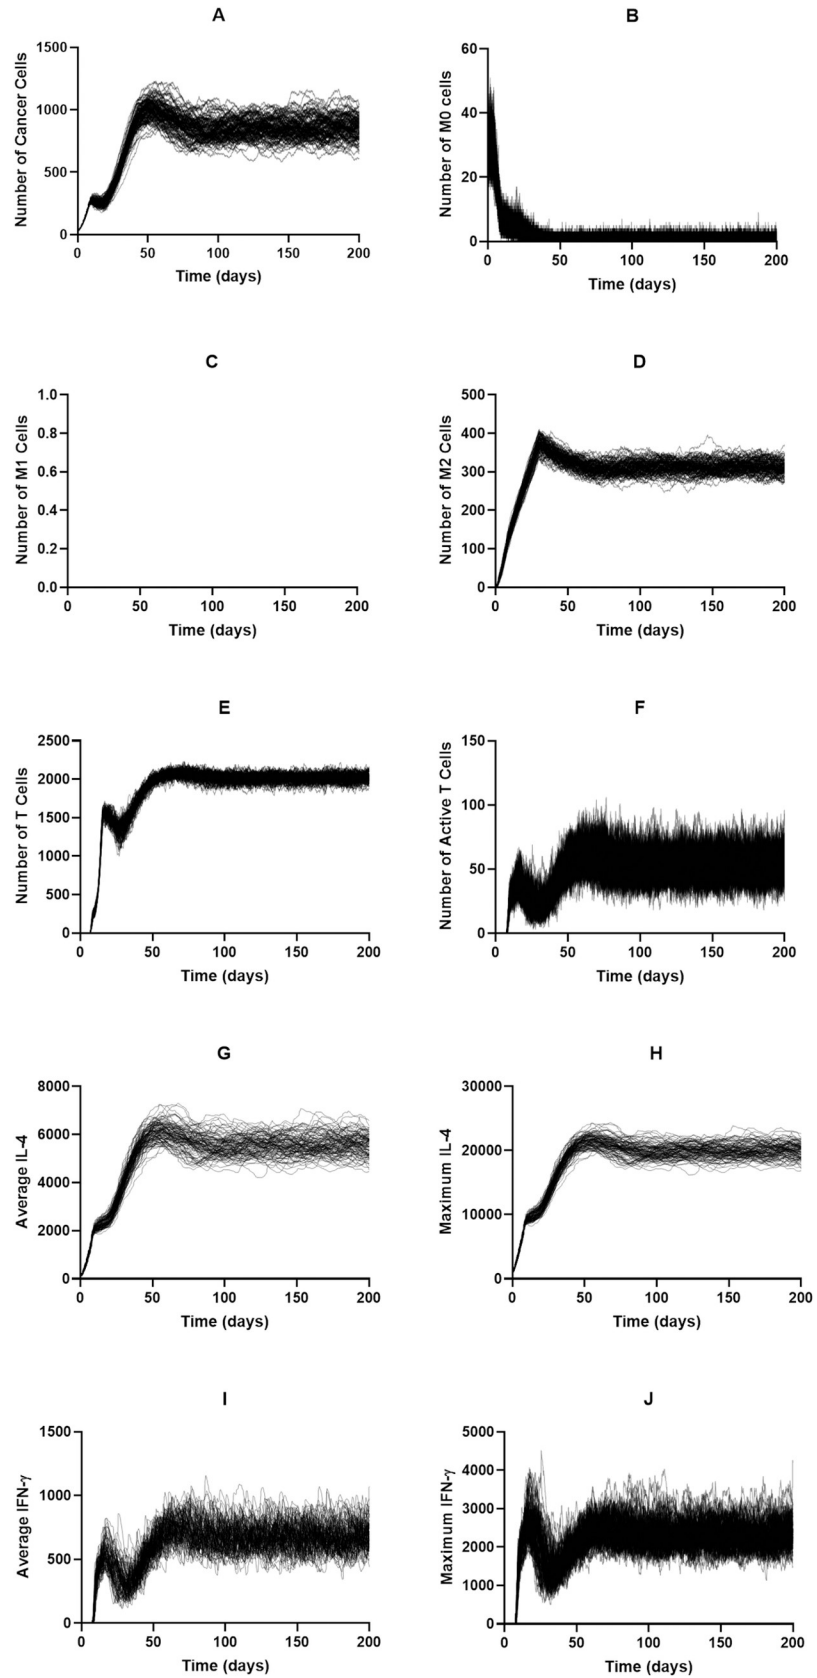 A
Number of Cancer Cells
1500
1000
500
0
0 50 100 150 200
Time (days)
B
Number of M0 cells
60
40
20
0
0 50 100 150 200
Time (days)
C
Number of M1 Cells
1.0
0.8
0.6
0.4
0.2
0.0
0 50 100 150 200
Time (days)
D
Number of M2 Cells
500
400
300
200
100
0
0 50 100 150 200
Time (days)
E
Number of T Cells
2500
2000
1500
1000
500
0
0 50 100 150 200
Time (days)
F
Number of Active T Cells
150
100
50
0
0 50 100 150 200
Time (days)
G
Average IL-4
8000
6000
4000
2000
0
0 50 100 150 200
Time (days)
H
Maximum IL-4
30000
20000
10000
0
0 50 100 150 200
Time (days)
I
Average IFN-γ
1500
1000
500
0
0 50 100 150 200
Time (days)
J
Maximum IFN-γ
5000
4000
3000
2000
1000
0
0 50 100 150 200
Time (days)